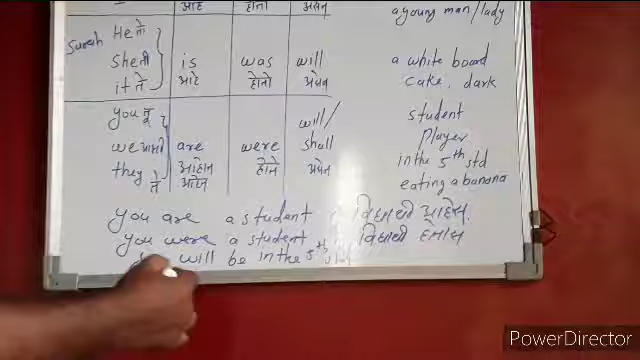 आहे होतो असेन a young man / lady
Suresh He तो
She ती is was will a white board
it ते आहे होतो असेल cake, dark
you तू will/ student
we आम्ही are were shall player
they ते आहोत होतो असेन in the 5th std
आहेत eating a banana
you are a student विद्यार्थी आहेस.
you were a student विद्यार्थी
will be in the 5th
PowerDirector